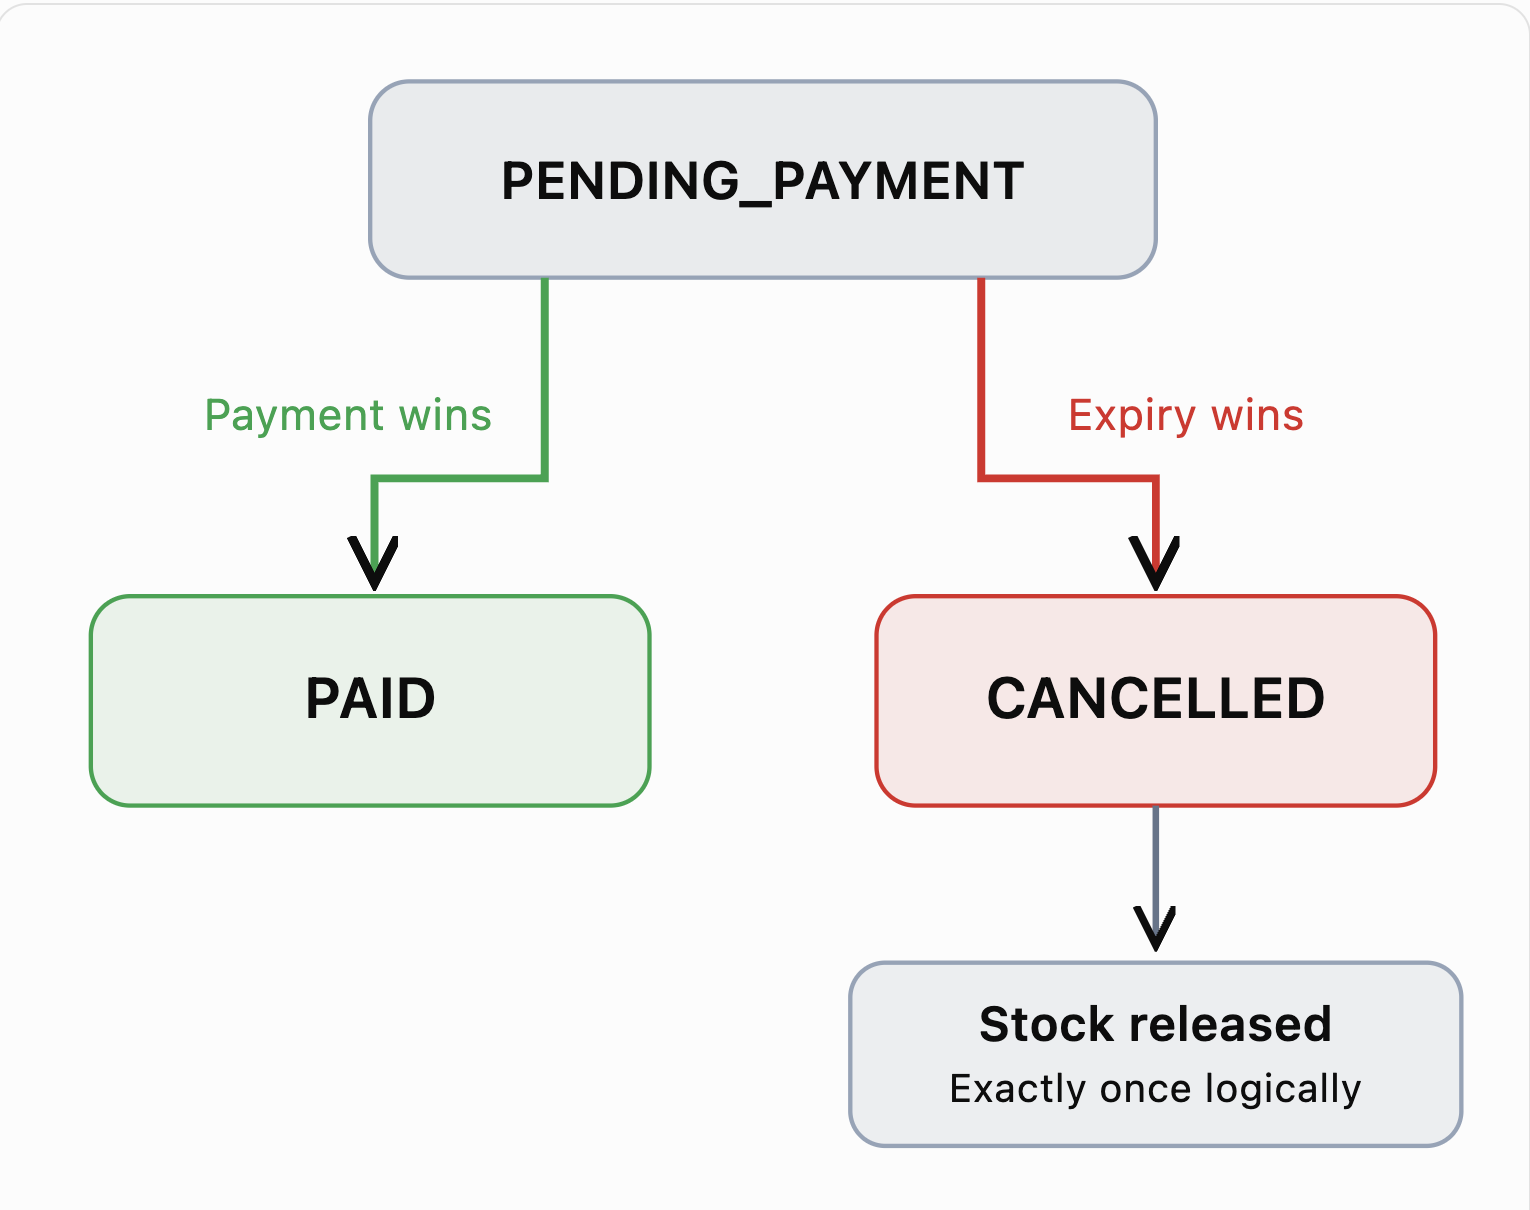 PENDING_PAYMENT
Payment wins
Expiry wins
PAID
CANCELLED
Stock released
Exactly once logically